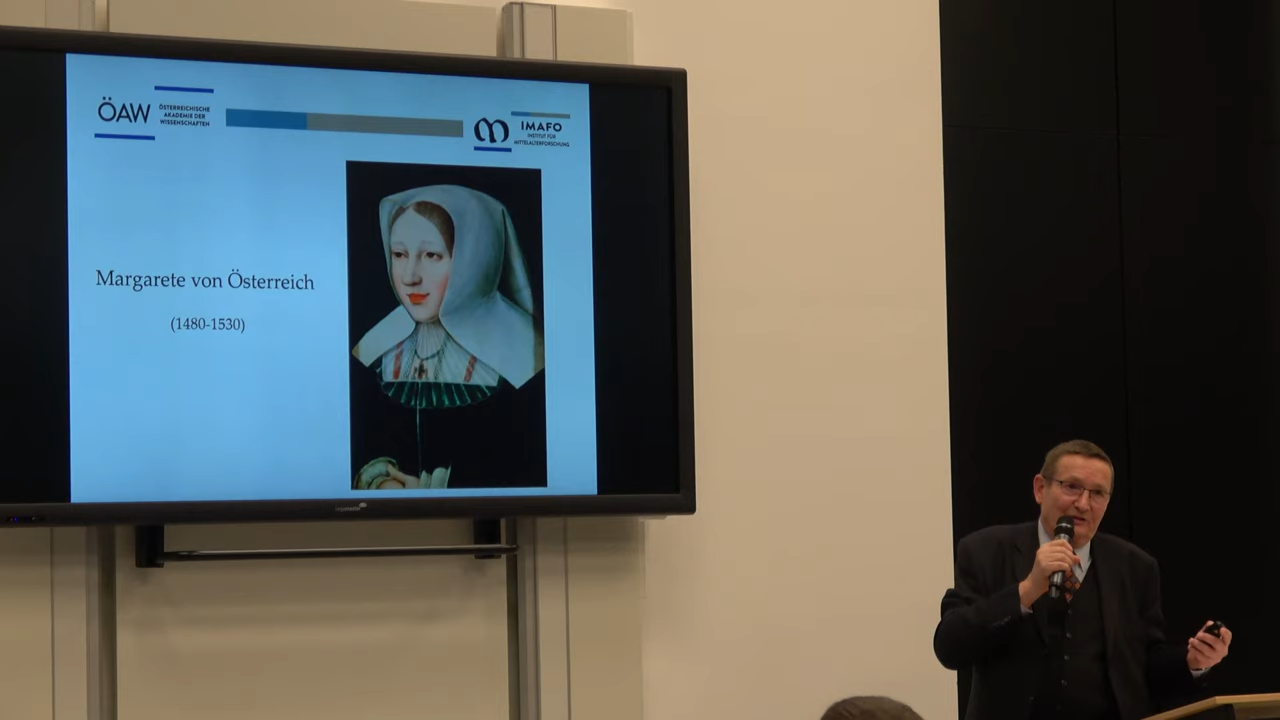 ÖAW
ÖSTERREICHISCHE
AKADEMIE DER
WISSENSCHAFTEN
IMAFO
INSTITUT FÜR
MITTELALTERFORSCHUNG
Margarete von Österreich
(1480-1530)